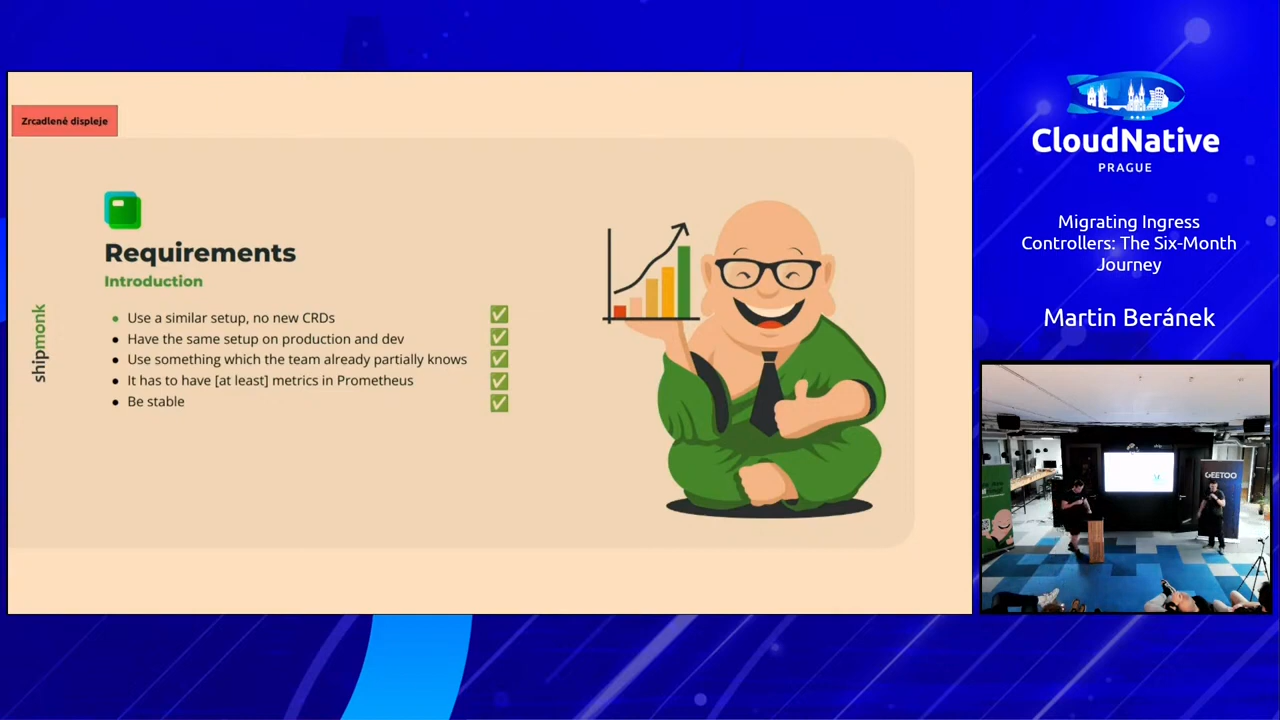 Zrcadlené displeje
Requirements
Introduction
shipmonk
● Use a similar setup, no new CRDs ✅
● Have the same setup on production and dev ✅
● Use something which the team already partially knows ✅
● It has to have [at least] metrics in Prometheus ✅
● Be stable ✅
CloudNative
PRAGUE
Migrating Ingress
Controllers: The Six-Month
Journey
Martin Beránek
GEETOO